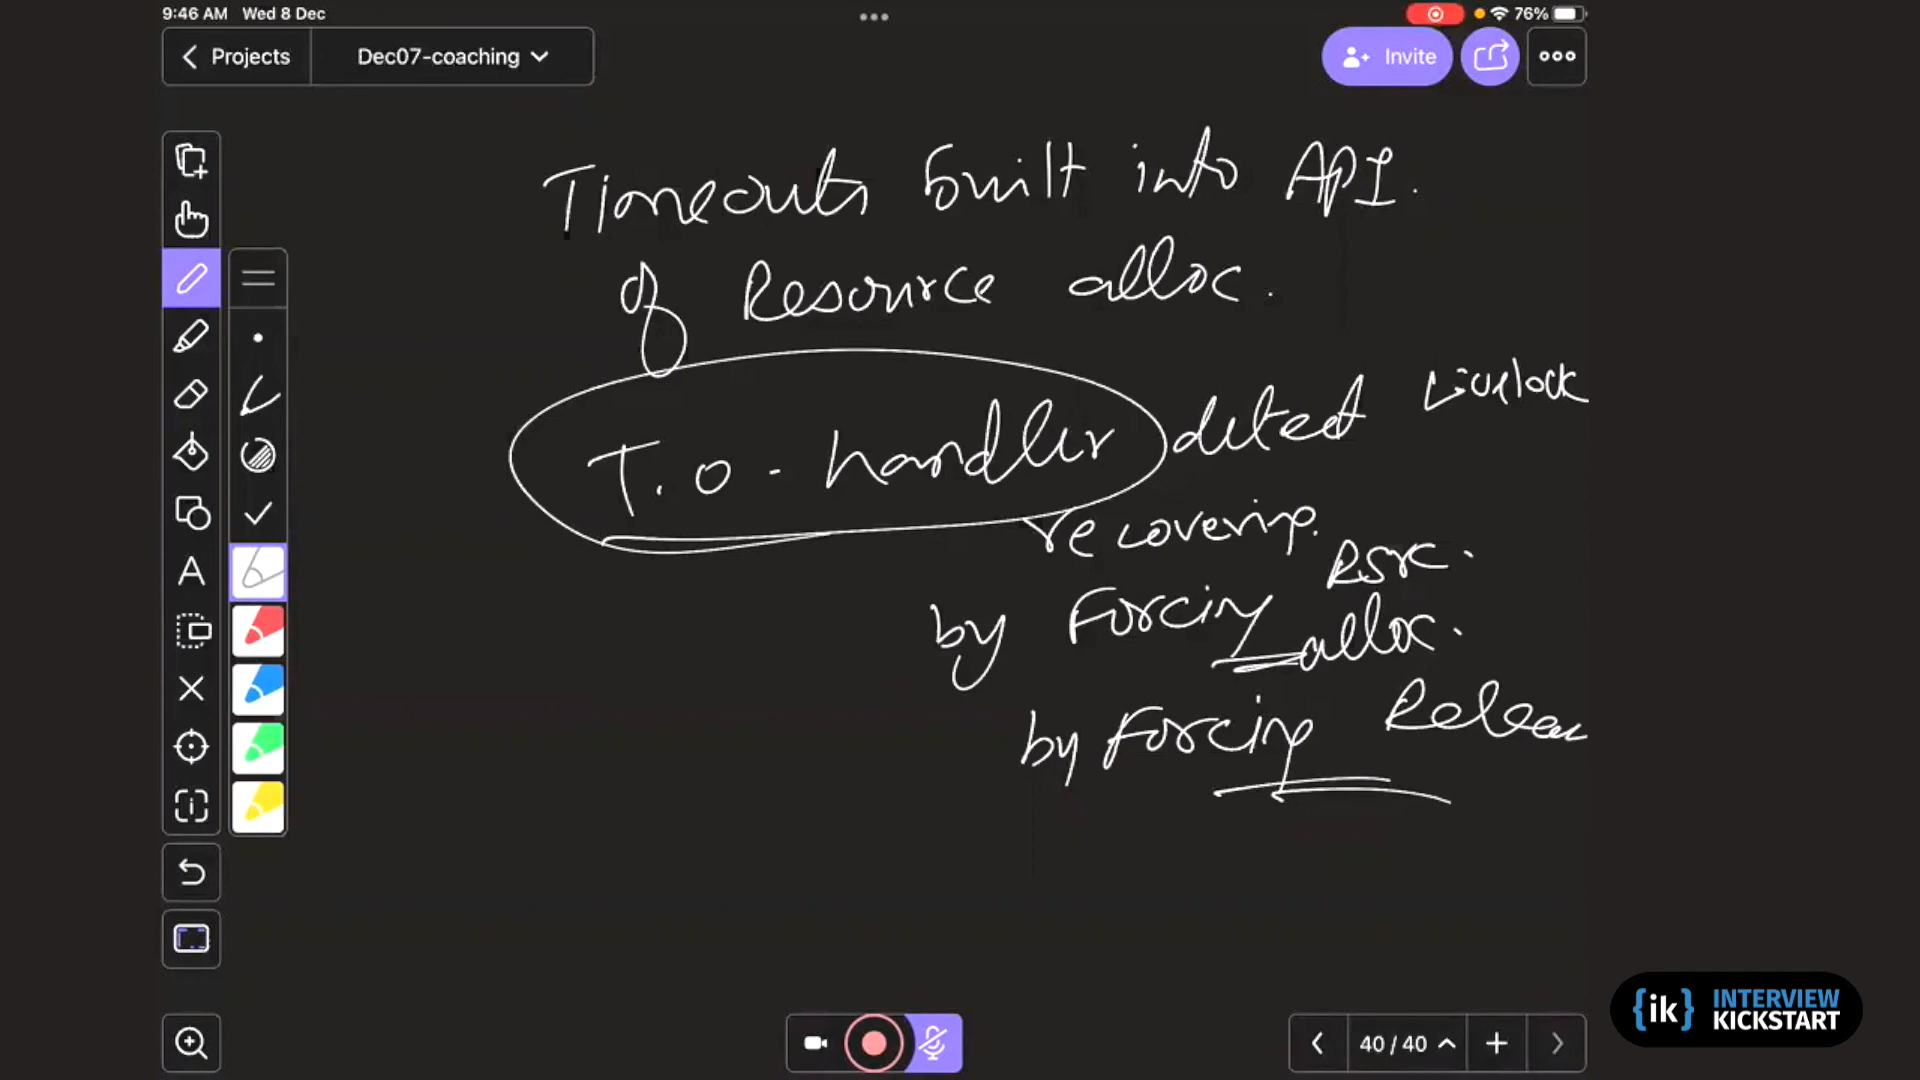 9:46 AM Wed 8 Dec
76%
Projects
Dec07-coaching
Invite
Timeouts built into API.
of Resource alloc.
T.O. handler detect Livelock
recovering.
by Forcing Rsrc.
alloc.
by Forcing Release
A
40 / 40
{ik} INTERVIEW
KICKSTART